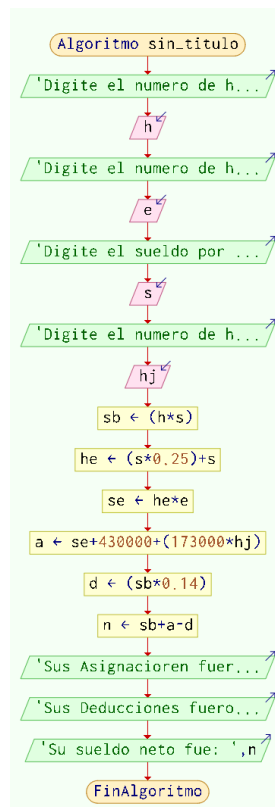 Algoritmo sin_titulo
'Digite el numero de h...
h
'Digite el numero de h...
e
'Digite el sueldo por ...
s
'Digite el numero de h...
hj
sb ← (h*s)
he ← (s*0.25)+s
se ← he*e
a ← se+430000+(173000*hj)
d ← (sb*0.14)
n ← sb+a-d
'Sus Asignacioren fuer...
'Sus Deducciones fuero...
'Su sueldo neto fue: ',n
FinAlgoritmo